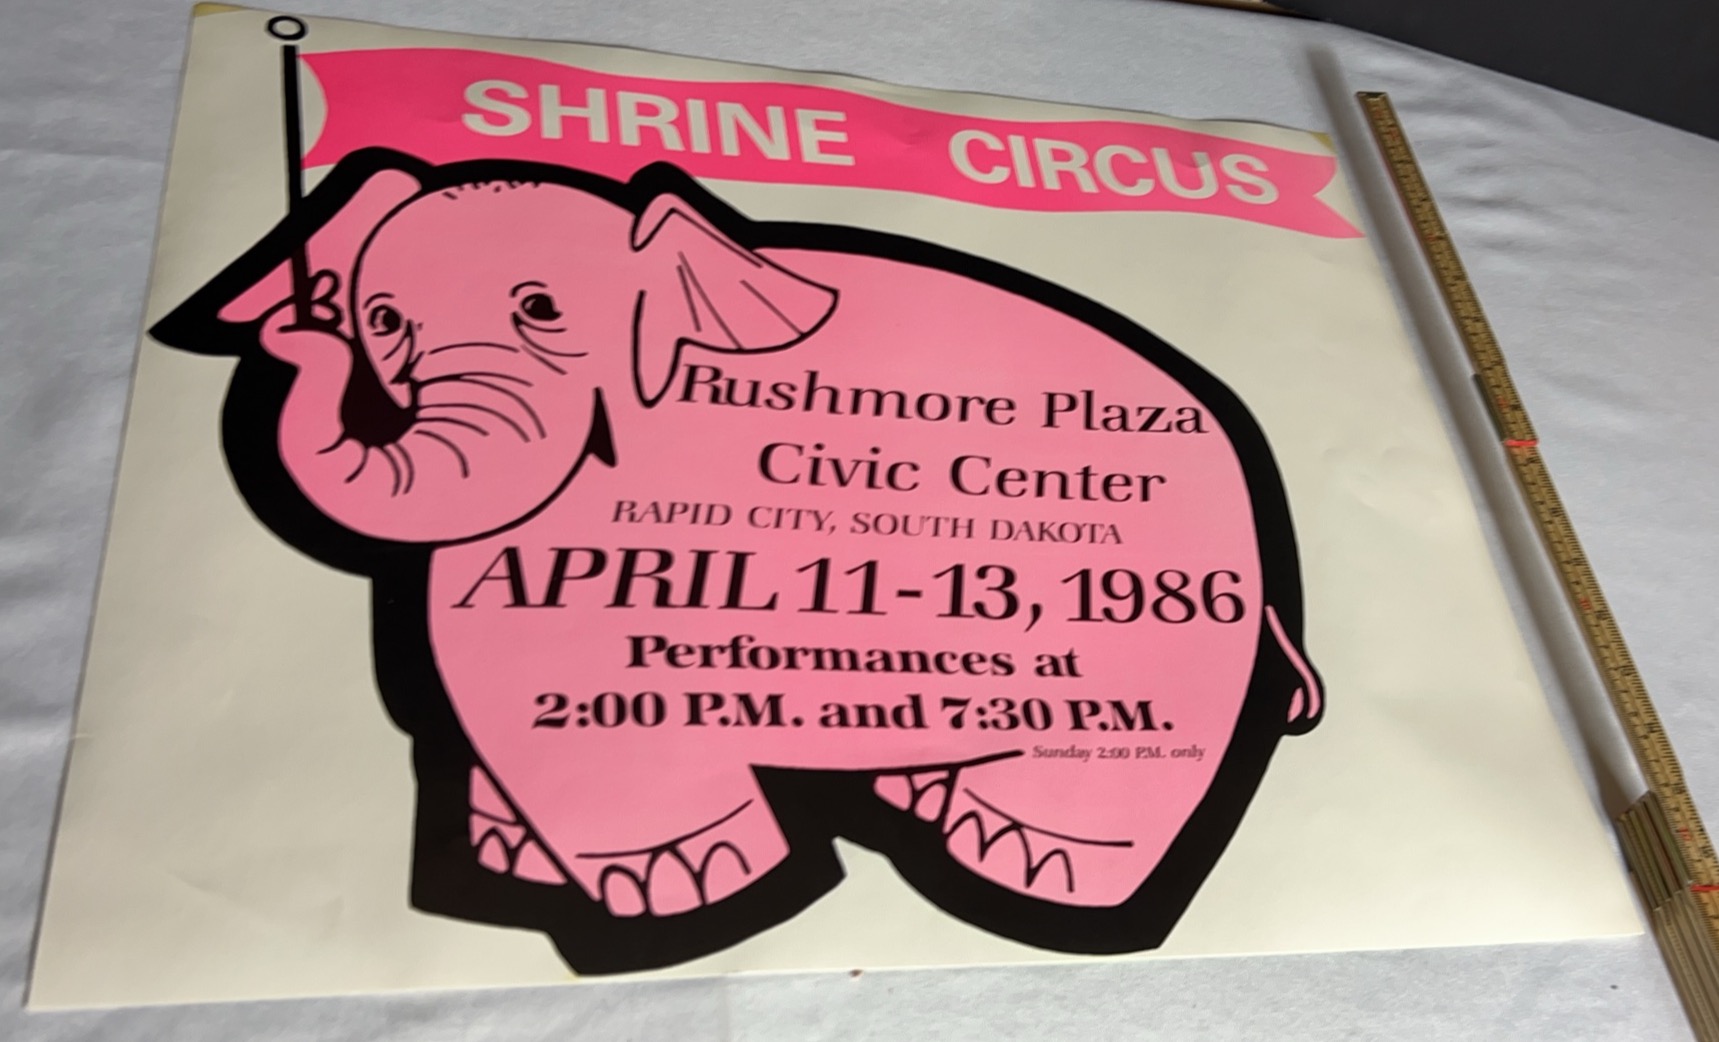 SHRINE CIRCUS
Rushmore Plaza
Civic Center
RAPID CITY, SOUTH DAKOTA
APRIL 11-13, 1986
Performances at
2:00 P.M. and 7:30 P.M.
Sunday 2:00 P.M. only